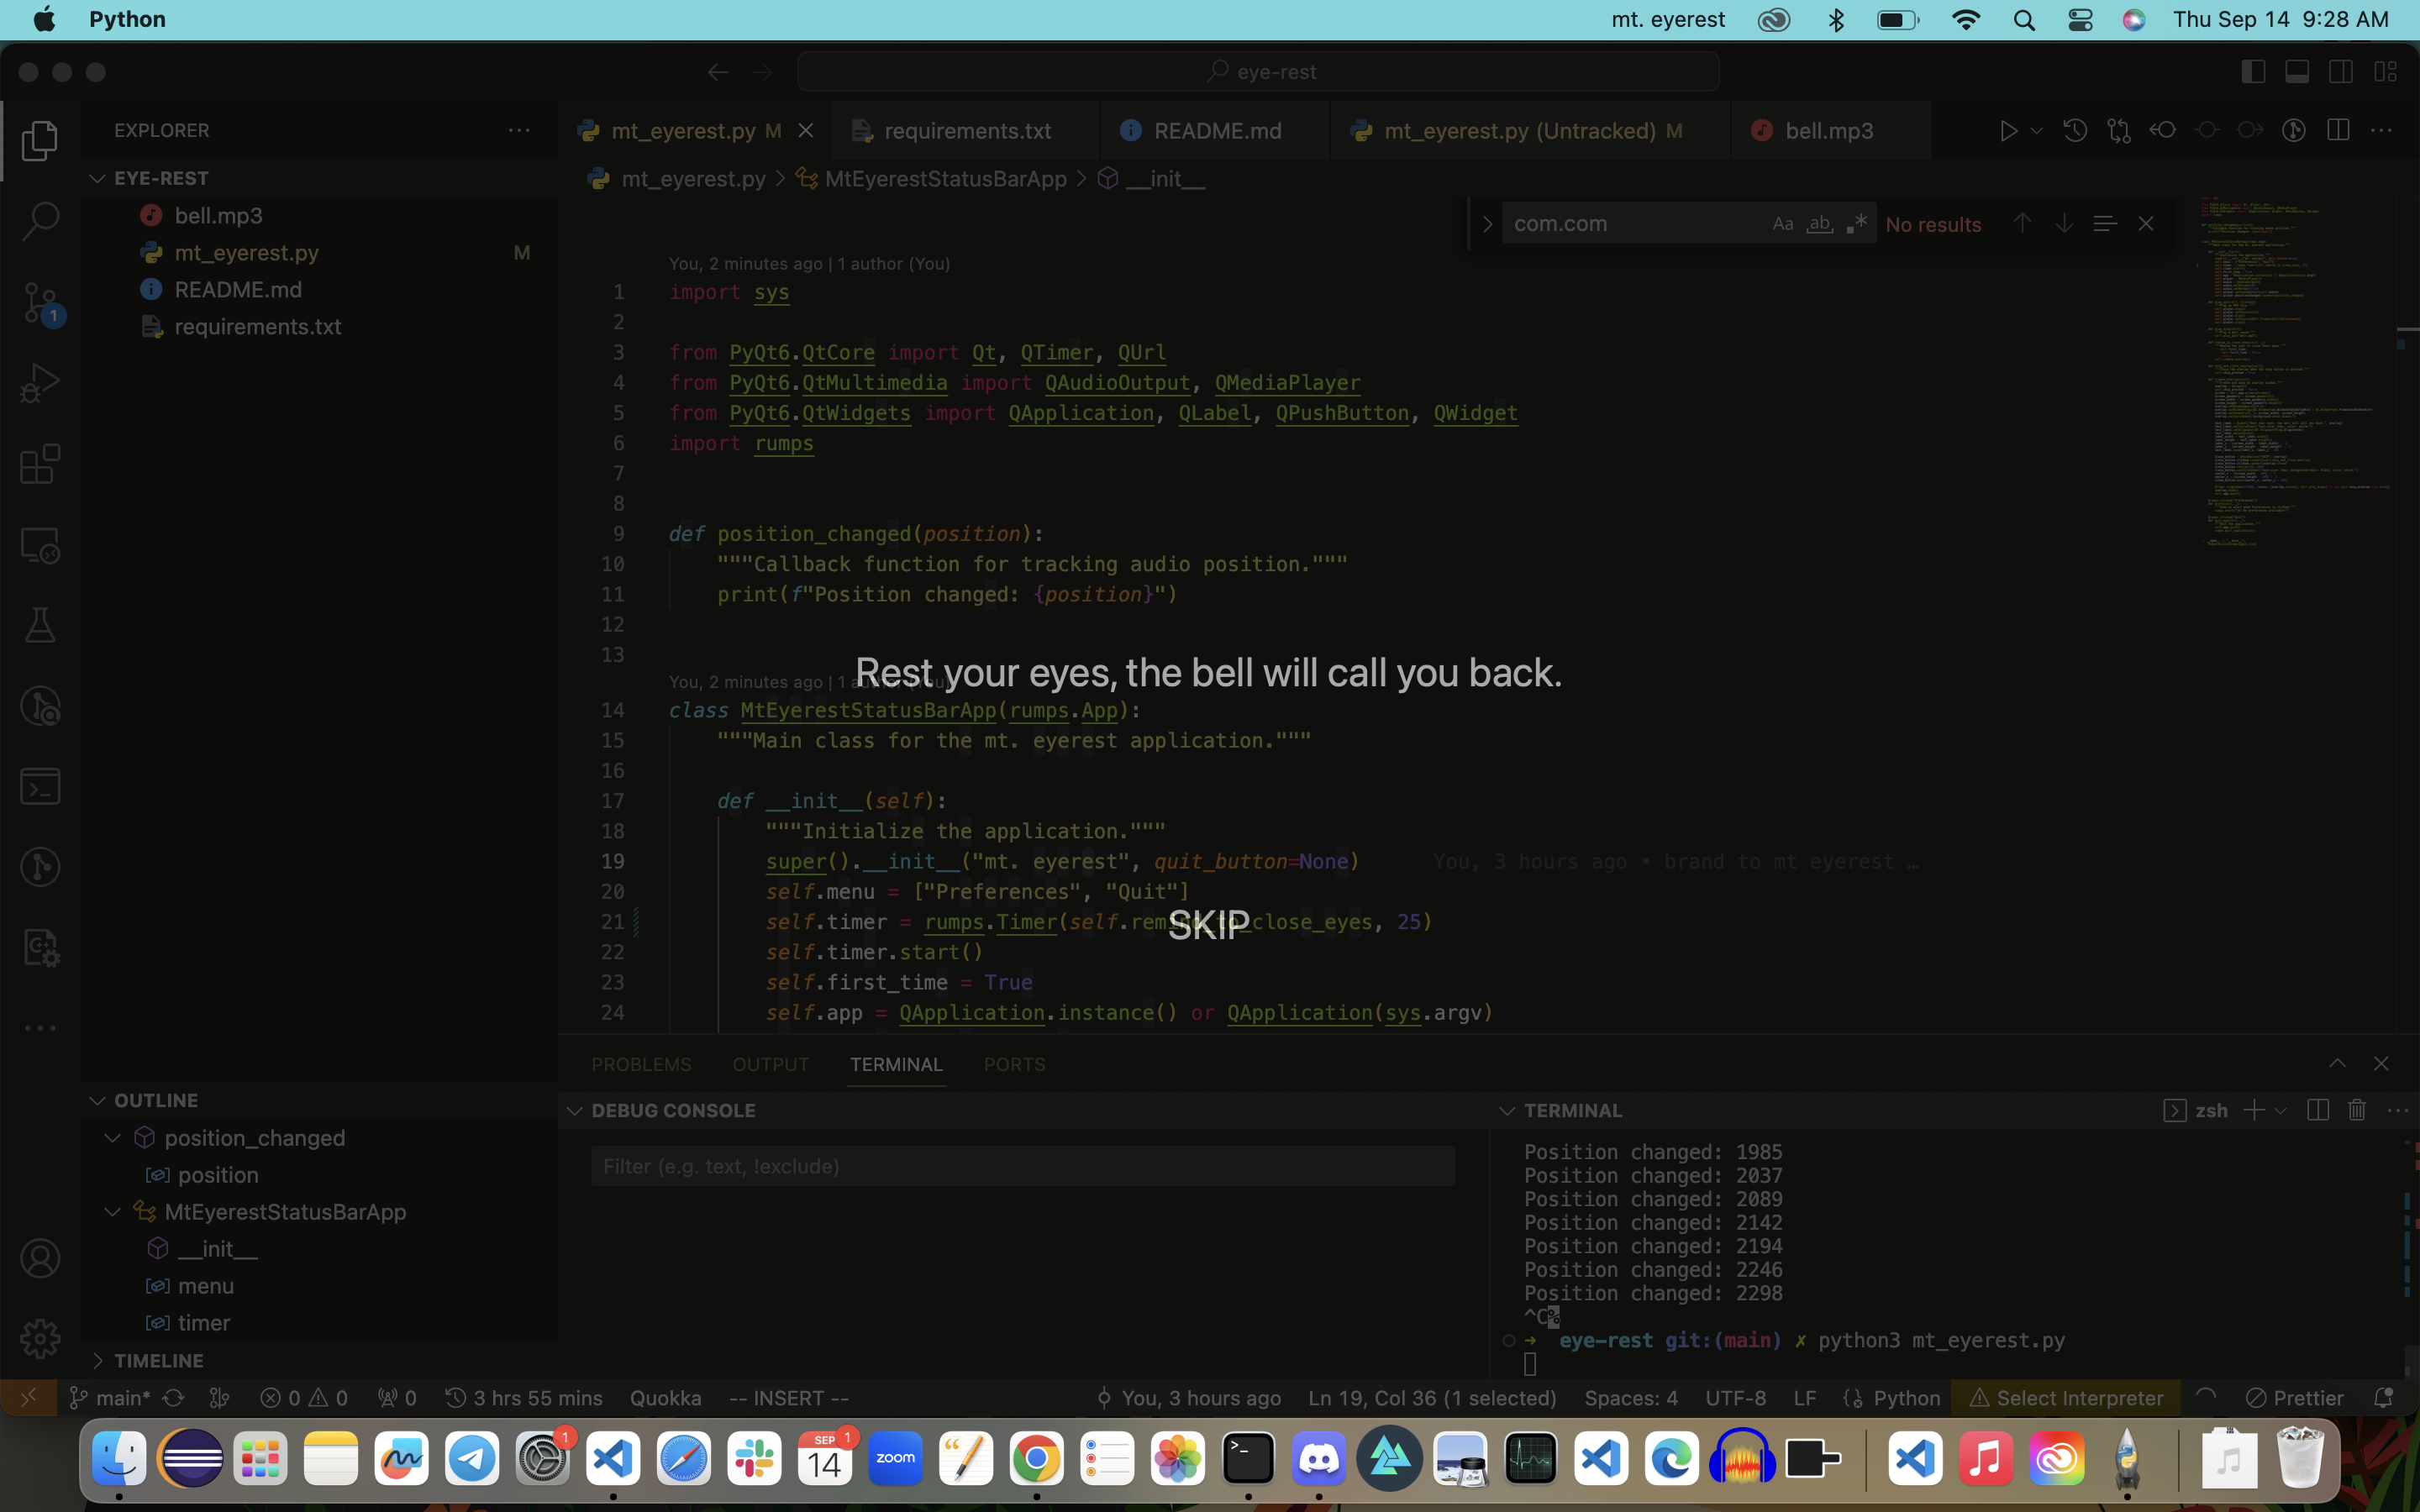 Python
mt. eyerest
Thu Sep 14 9:28 AM
eye-rest
EXPLORER
EYE-REST
bell.mp3
mt_eyerest.py M
README.md
requirements.txt
1
mt_eyerest.py M
requirements.txt
README.md
mt_eyerest.py (Untracked) M
bell.mp3
mt_eyerest.py > MtEyerestStatusBarApp > __init__
com.com Aa ab .* No results
You, 2 minutes ago | 1 author (You)
1 import sys
2
3 from PyQt6.QtCore import Qt, QTimer, QUrl
4 from PyQt6.QtMultimedia import QAudioOutput, QMediaPlayer
5 from PyQt6.QtWidgets import QApplication, QLabel, QPushButton, QWidget
6 import rumps
7
8
9 def position_changed(position):
10 """Callback function for tracking audio position."""
11 print(f"Position changed: {position}")
12
13
Rest your eyes, the bell will call you back.
You, 2 minutes ago | 1 author (You)
14 class MtEyerestStatusBarApp(rumps.App):
15 """Main class for the mt. eyerest application."""
16
17 def __init__(self):
18 """Initialize the application."""
19 super().__init__("mt. eyerest", quit_button=None) You, 3 hours ago • brand to mt eyerest …
20 self.menu = ["Preferences", "Quit"]
21 self.timer = rumps.Timer(self.remind_to_close_eyes, 25)
SKIP
22 self.timer.start()
23 self.first_time = True
24 self.app = QApplication.instance() or QApplication(sys.argv)
OUTLINE
position_changed
position
MtEyerestStatusBarApp
__init__
menu
timer
TIMELINE
PROBLEMS OUTPUT TERMINAL PORTS
DEBUG CONSOLE
Filter (e.g. text, !exclude)
TERMINAL
zsh
Position changed: 1985
Position changed: 2037
Position changed: 2089
Position changed: 2142
Position changed: 2194
Position changed: 2246
Position changed: 2298
^C%
➜ eye-rest git:(main) ✗ python3 mt_eyerest.py
main* 0 0 0 3 hrs 55 mins Quokka -- INSERT -- You, 3 hours ago Ln 19, Col 36 (1 selected) Spaces: 4 UTF-8 LF Python Select Interpreter Prettier
1
SEP 1
14
zoom